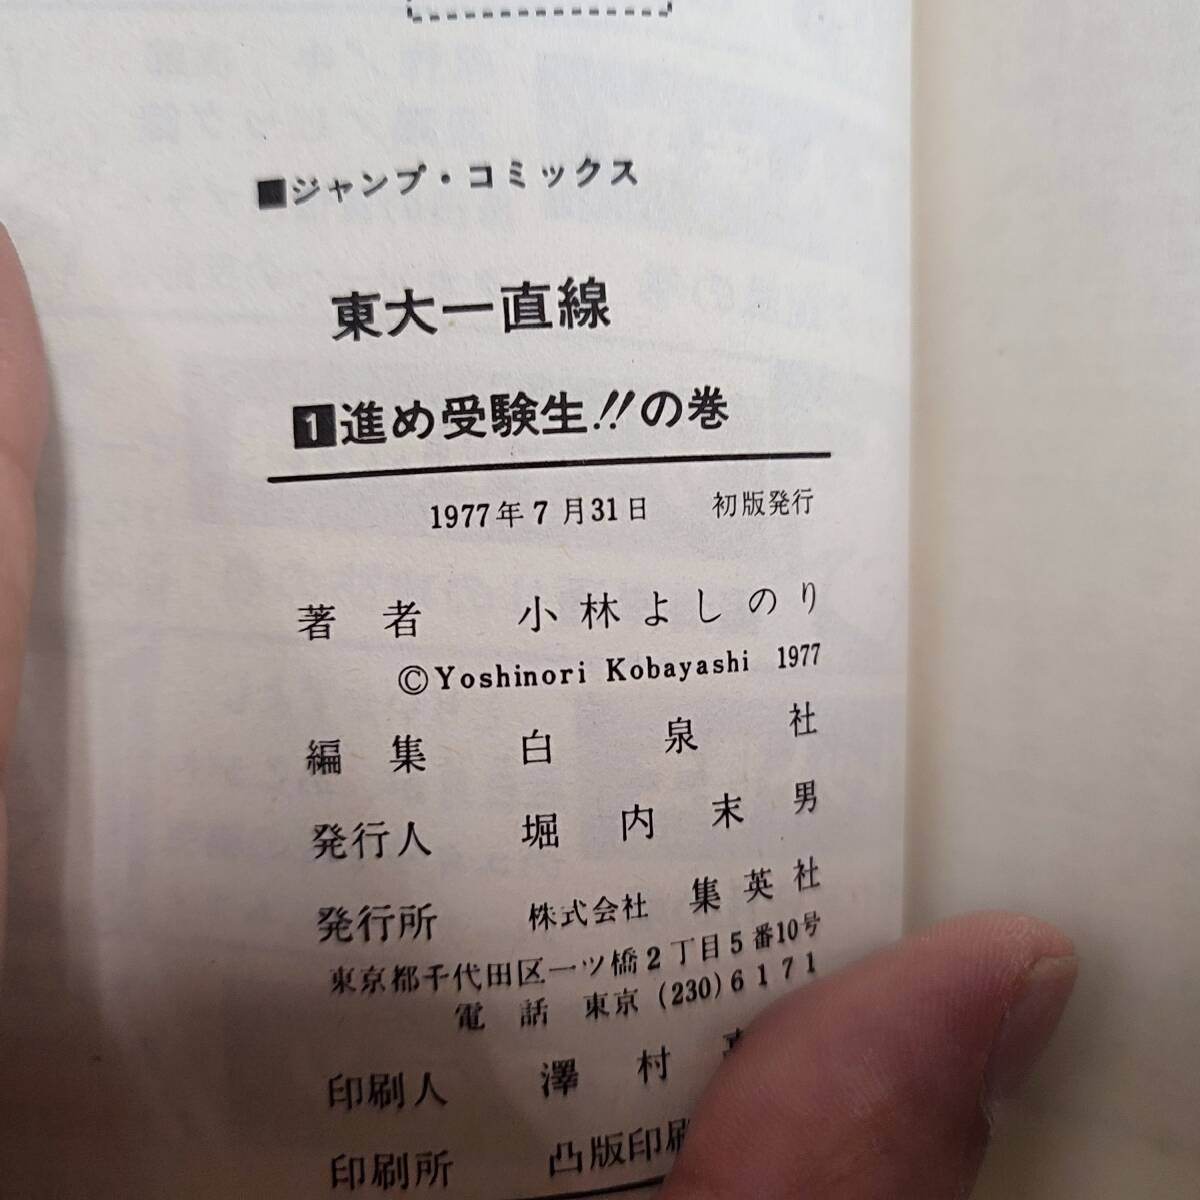 ■ジャンプ・コミックス
東大一直線
1進め受験生!!の巻
1977年7月31日 初版発行
著者 小林よしのり
©Yoshinori Kobayashi 1977
編集 白泉社
発行人 堀内末男
発行所 株式会社 集英社
東京都千代田区一ツ橋2丁目5番10号
電話 東京 (230) 6171
印刷人 澤村
印刷所 凸版印刷